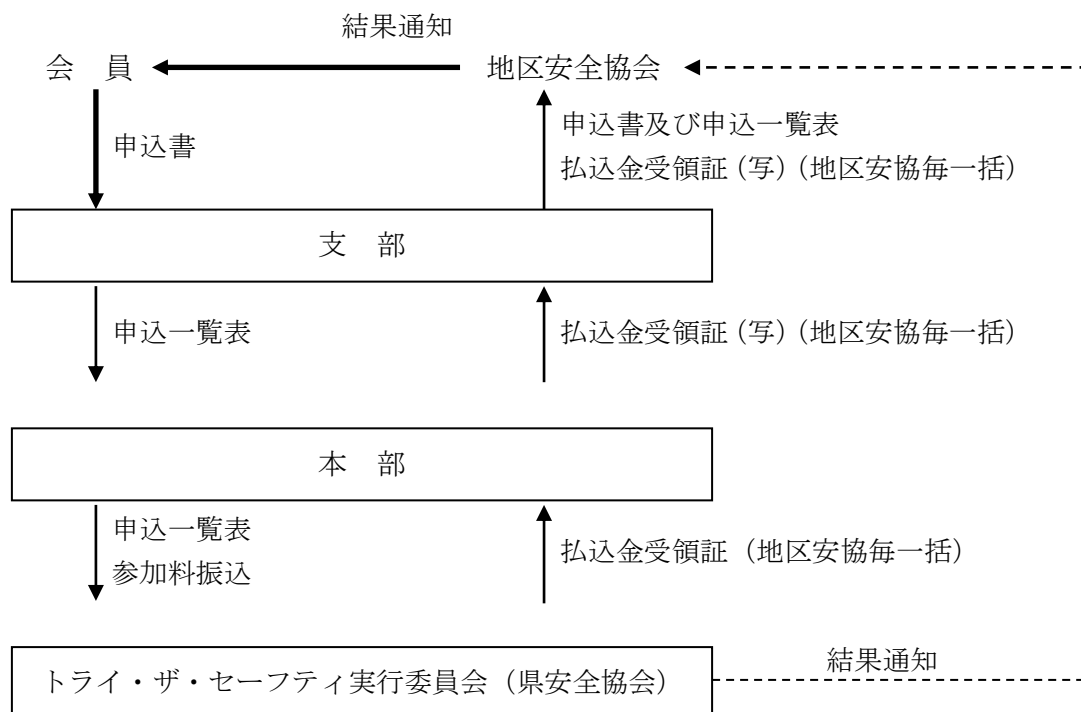 結果通知
会　員
地区安全協会
申込書
申込書及び申込一覧表
払込金受領証（写）（地区安協毎一括）
支　部
申込一覧表
払込金受領証（写）（地区安協毎一括）
本　部
申込一覧表
参加料振込
払込金受領証（地区安協毎一括）
トライ・ザ・セーフティ実行委員会（県安全協会）
結果通知